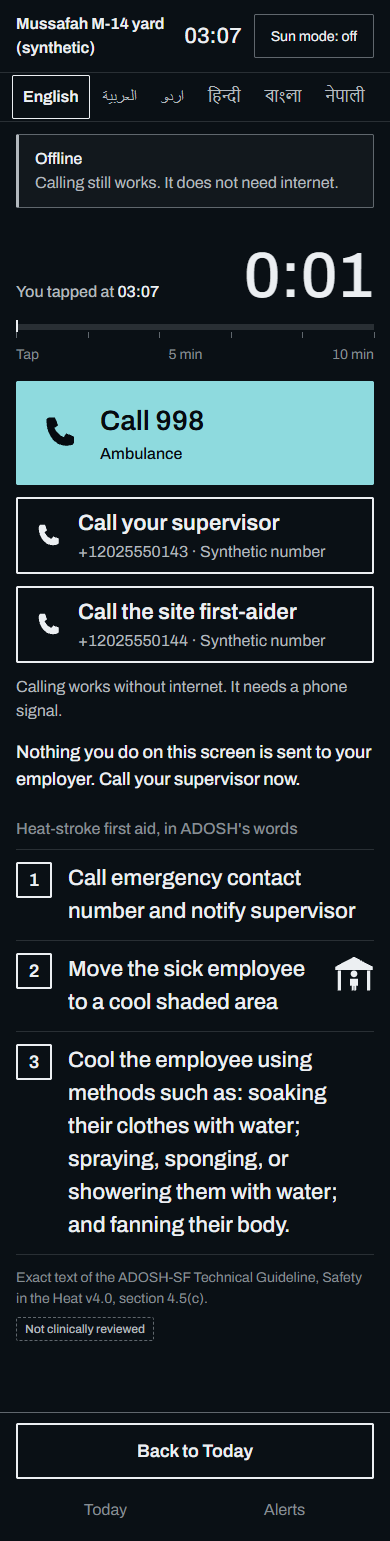 Mussafah M-14 yard
(synthetic)
03:07
Sun mode: off
English
العربية
اردو
हिन्दी
বাংলা
नेपाली
Offline
Calling still works. It does not need internet.
You tapped at 03:07
0:01
Tap
5 min
10 min
Call 998
Ambulance
Call your supervisor
+12025550143 · Synthetic number
Call the site first-aider
+12025550144 · Synthetic number
Calling works without internet. It needs a phone
signal.
Nothing you do on this screen is sent to your
employer. Call your supervisor now.
Heat-stroke first aid, in ADOSH's words
1
Call emergency contact
number and notify supervisor
2
Move the sick employee
to a cool shaded area
3
Cool the employee using
methods such as: soaking
their clothes with water;
spraying, sponging, or
showering them with water;
and fanning their body.
Exact text of the ADOSH-SF Technical Guideline, Safety
in the Heat v4.0, section 4.5(c).
Not clinically reviewed
Back to Today
Today
Alerts